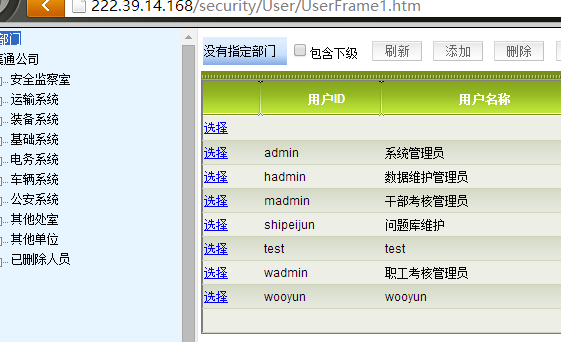 222.39.14.168/security/User/UserFrame1.htm
部门
通公司
安全监察室
运输系统
装备系统
基础系统
电务系统
车辆系统
公安系统
其他处室
其他单位
已删除人员
没有指定部门 包含下级 刷新 添加 删除
用户ID 用户名称
选择
选择 admin 系统管理员
选择 hadmin 数据维护管理员
选择 madmin 干部考核管理员
选择 shipeijun 问题库维护
选择 test test
选择 wadmin 职工考核管理员
选择 wooyun wooyun